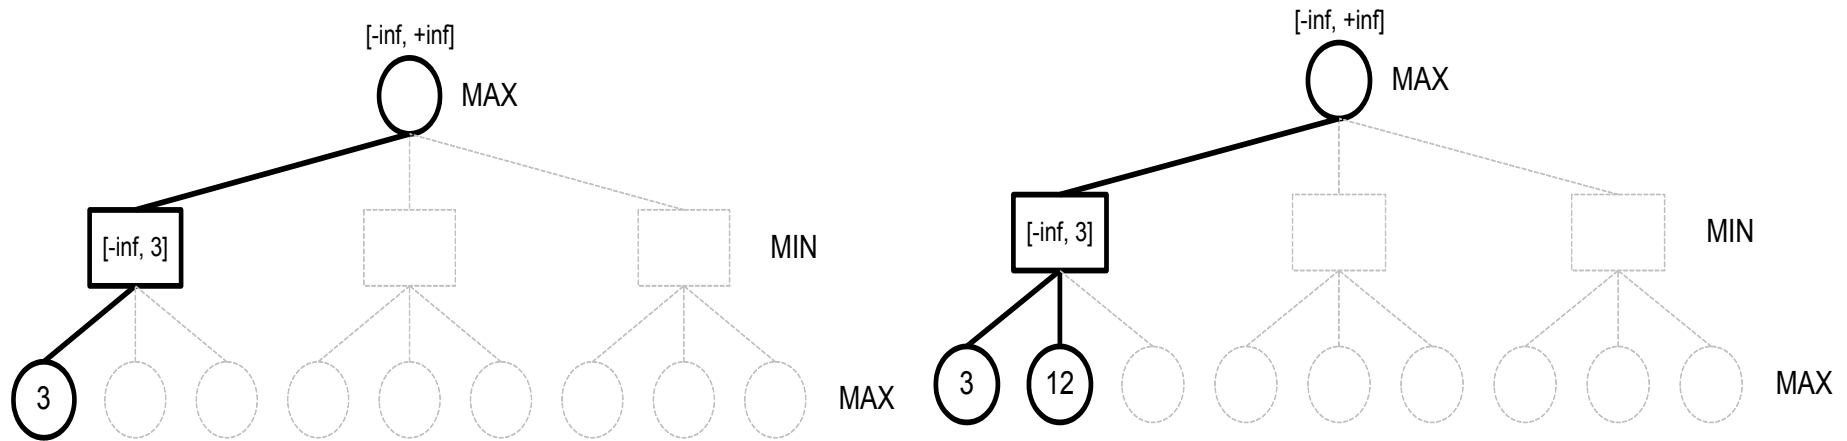 [-inf, +inf]
MAX
[-inf, 3]
MIN
3
MAX
[-inf, +inf]
MAX
[-inf, 3]
MIN
3
12
MAX